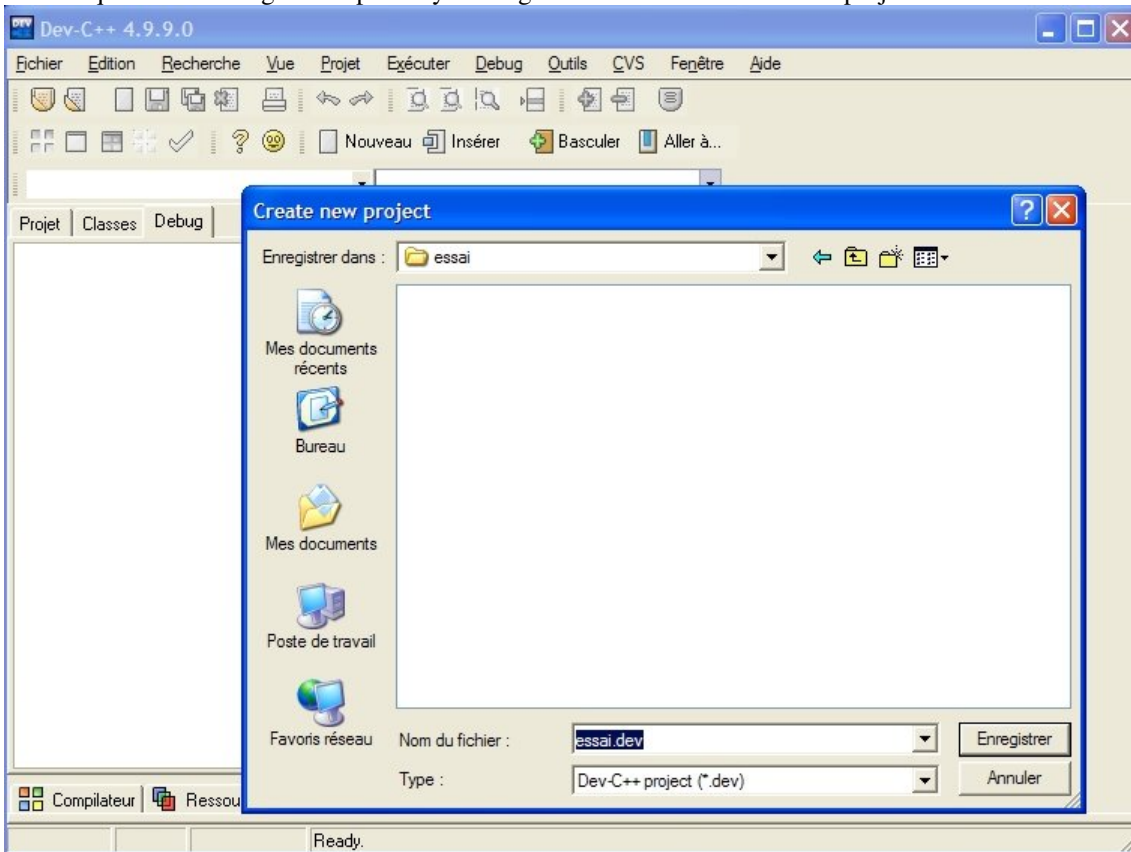 Dev-C++ 4.9.9.0
Fichier Edition Recherche Vue Projet Exécuter Debug Outils CVS Fenêtre Aide
Nouveau Insérer Basculer Aller à...
Projet Classes Debug
Create new project
Enregistrer dans : essai
Mes documents
récents
Bureau
Mes documents
Poste de travail
Favoris réseau
Nom du fichier : essai.dev Enregistrer
Type : Dev-C++ project (*.dev) Annuler
Compilateur Ressou
Ready.